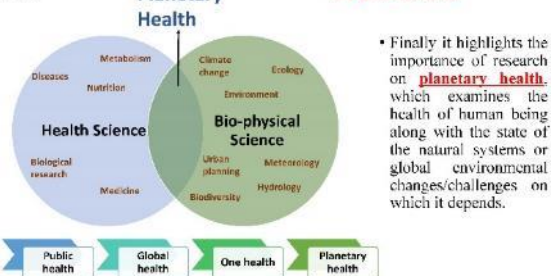 Health
Metabolism
Diseases
Nutrition
Health Science
Biological
research
Medicine
Climate
change
Ecology
Environment
Bio-physical
Science
Urban
planning
Meteorology
Hydrology
Biodiversity
• Finally it highlights the
importance of research
on planetary health,
which examines the
health of human being
along with the state of
the natural systems or
global environmental
changes/challenges on
which it depends.
Public
health
Global
health
One health
Planetary
health